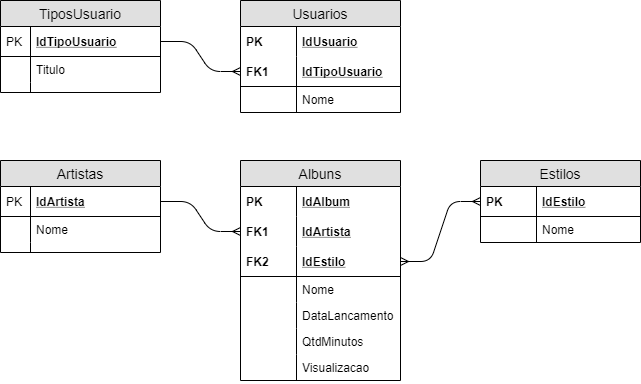 TiposUsuario
PK IdTipoUsuario
Titulo
Usuarios
PK IdUsuario
FK1 IdTipoUsuario
Nome
Artistas
PK IdArtista
Nome
Albuns
PK IdAlbum
FK1 IdArtista
FK2 IdEstilo
Nome
DataLancamento
QtdMinutos
Visualizacao
Estilos
PK IdEstilo
Nome